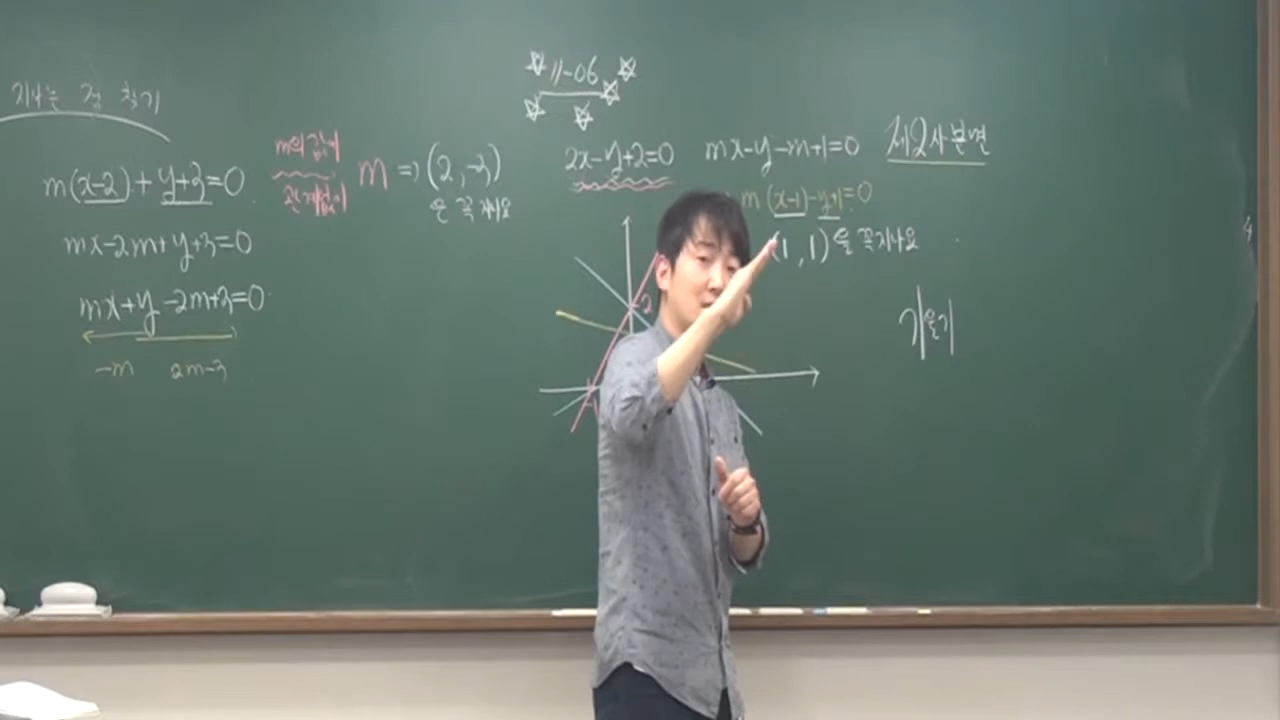 지나는 점 찾기
m(x-2)+y+3=0
mx-2m+y+3=0
mx+y-2m+3=0
-m 2m-3
m의 값에
관계없이
m ⇒ (2, -3)
은 꼭 지나요
11-06
2x-y+2=0
mx-y-m+1=0
제2사분면
m(x-1)-y+1=0
(1, 1)을 꼭 지나요
2
기울기